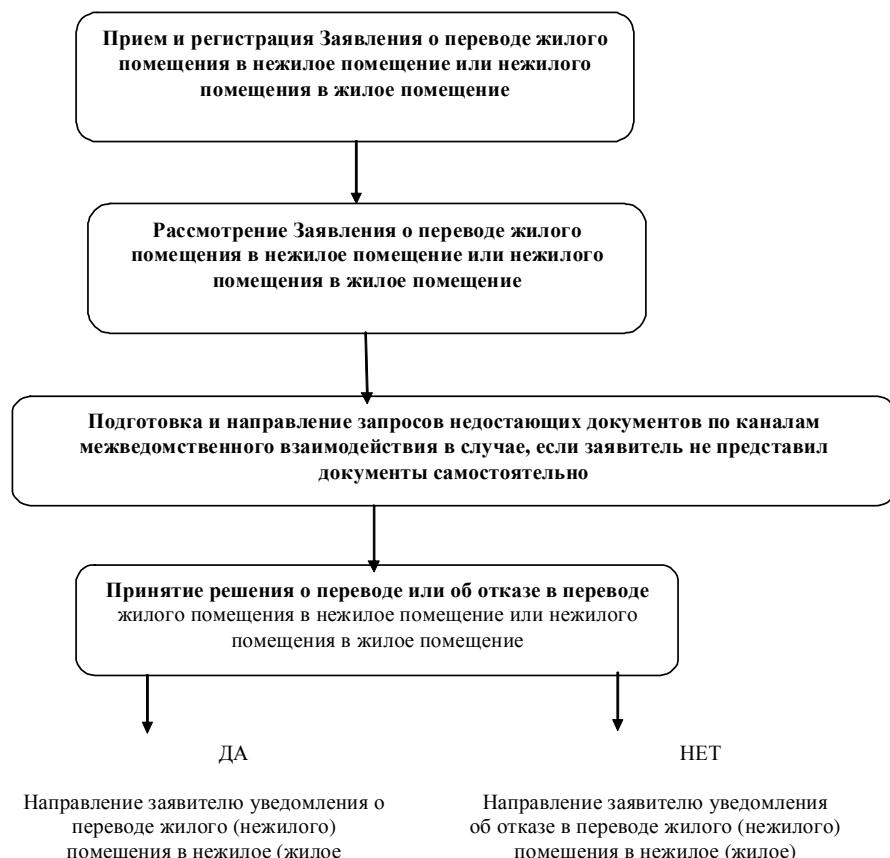 Прием и регистрация Заявления о переводе жилого
помещения в нежилое помещение или нежилого
помещения в жилое помещение
Рассмотрение Заявления о переводе жилого
помещения в нежилое помещение или нежилого
помещения в жилое помещение
Подготовка и направление запросов недостающих документов по каналам
межведомственного взаимодействия в случае, если заявитель не представил
документы самостоятельно
Принятие решения о переводе или об отказе в переводе
жилого помещения в нежилое помещение или нежилого
помещения в жилое помещение
ДА
Направление заявителю уведомления о
переводе жилого (нежилого)
помещения в нежилое (жилое
НЕТ
Направление заявителю уведомления
об отказе в переводе жилого (нежилого)
помещения в нежилое (жилое)